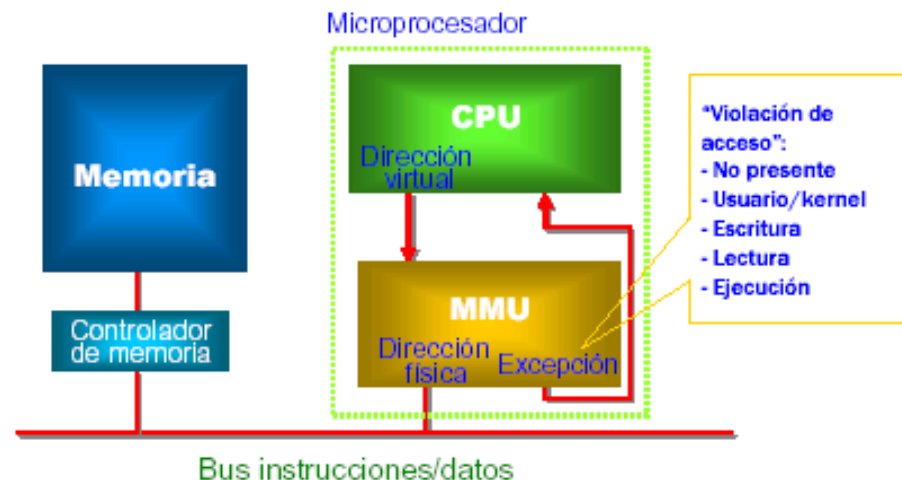 Microprocesador
Memoria
CPU
Dirección
virtual
MMU
Dirección
física
Excepción
Controlador
de memoria
"Violación de
acceso":
- No presente
- Usuario/kernel
- Escritura
- Lectura
- Ejecución
Bus instrucciones/datos